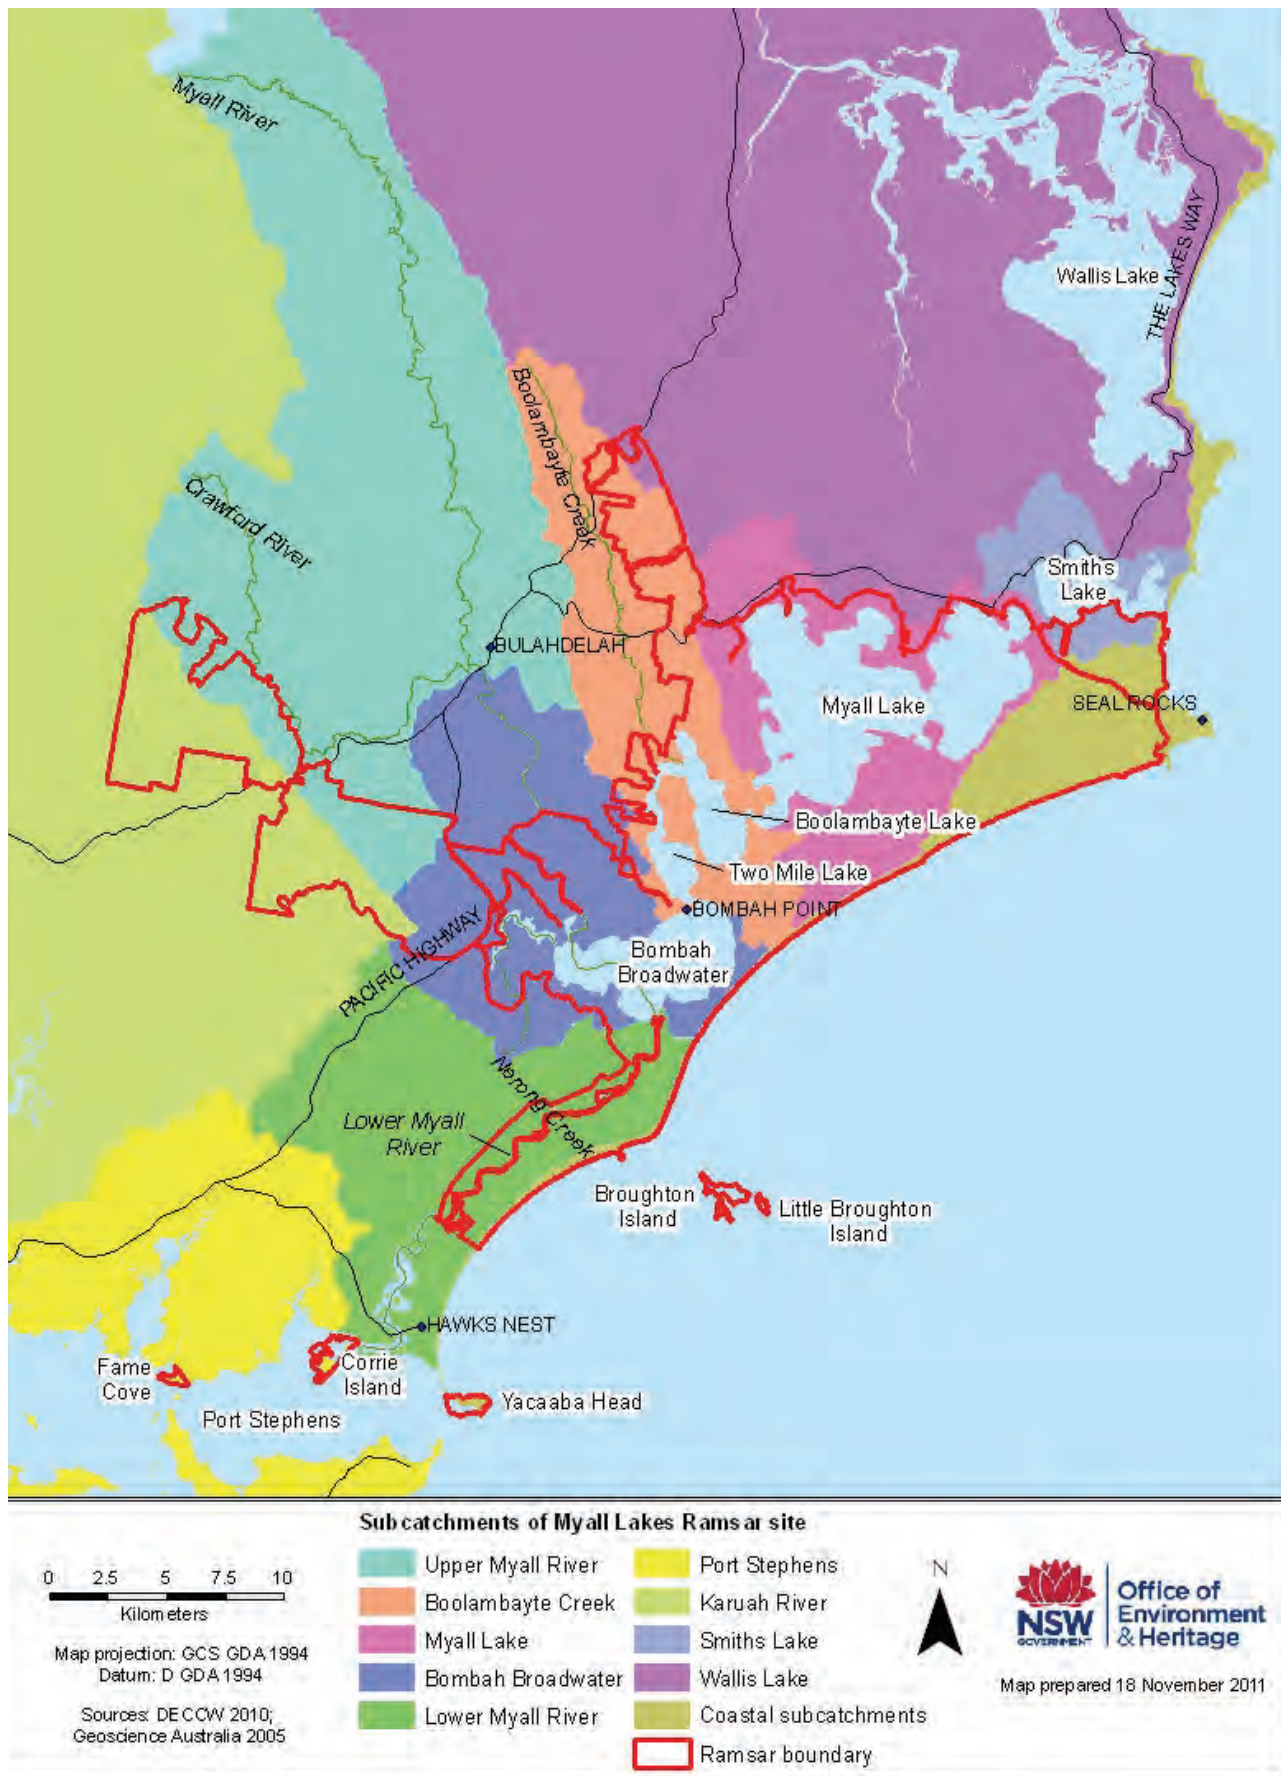 Myall River
Wallis Lake
THE LAKES WAY
Boolambayte Creek
Crawford River
Smiths
Lake
BULAHDELAH
Myall Lake
SEAL ROCKS
Boolambayte Lake
Two Mile Lake
BOMBAH POINT
PACIFIC HIGHWAY
Bombah
Broadwater
Nerong Creek
Lower Myall
River
Broughton
Island
Little Broughton
Island
HAWKS NEST
Fame
Cove
Corrie
Island
Port Stephens
Yacaaba Head
Subcatchments of Myall Lakes Ramsar site
0 2.5 5 7.5 10
Kilometers
Map projection: GCS GDA 1994
Datum: D GDA 1994
Sources: DECCW 2010;
Geoscience Australia 2005
Upper Myall River
Boolambayte Creek
Myall Lake
Bombah Broadwater
Lower Myall River
Port Stephens
Karuah River
Smiths Lake
Wallis Lake
Coastal subcatchments
Ramsar boundary
N
NSW
GOVERNMENT
Office of
Environment
& Heritage
Map prepared 18 November 2011